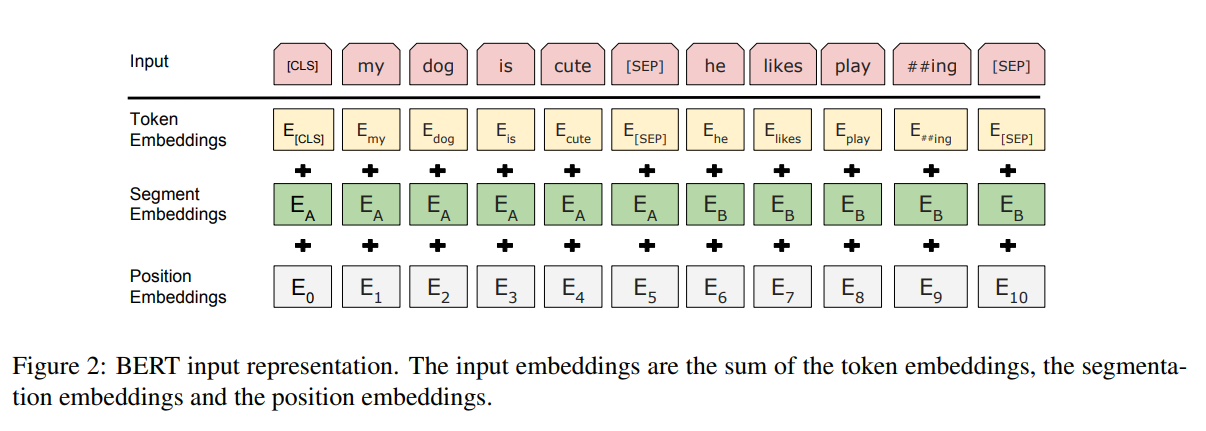 Input [CLS] my dog is cute [SEP] he likes play ##ing [SEP]
Token
Embeddings
E[CLS] Emy Edog Eis Ecute E[SEP] Ehe Elikes Eplay E##ing E[SEP]
+ + + + + + + + + + +
Segment
Embeddings
EA EA EA EA EA EA EB EB EB EB EB
+ + + + + + + + + + +
Position
Embeddings
E0 E1 E2 E3 E4 E5 E6 E7 E8 E9 E10
Figure 2: BERT input representation. The input embeddings are the sum of the token embeddings, the segmenta-
tion embeddings and the position embeddings.